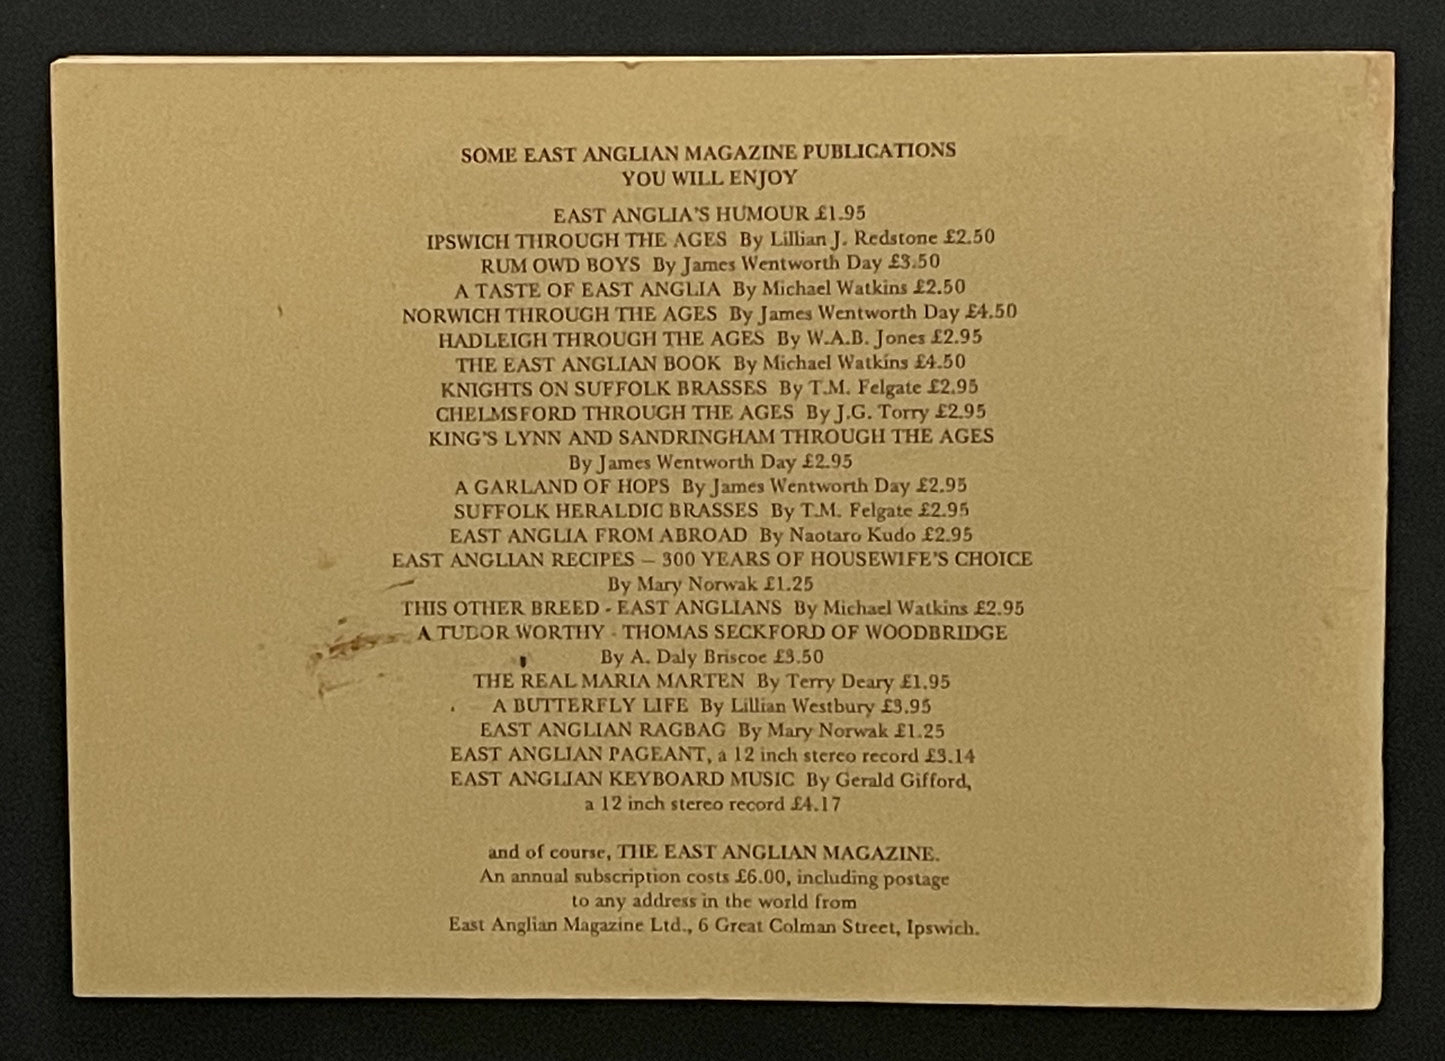 SOME EAST ANGLIAN MAGAZINE PUBLICATIONS
YOU WILL ENJOY
EAST ANGLIA'S HUMOUR £1.95
IPSWICH THROUGH THE AGES By Lillian J. Redstone £2.50
RUM OWD BOYS By James Wentworth Day £3.50
A TASTE OF EAST ANGLIA By Michael Watkins £2.50
NORWICH THROUGH THE AGES By James Wentworth Day £4.50
HADLEIGH THROUGH THE AGES By W.A.B. Jones £2.95
THE EAST ANGLIAN BOOK By Michael Watkins £4.50
KNIGHTS ON SUFFOLK BRASSES By T.M. Felgate £2.95
CHELMSFORD THROUGH THE AGES By J.G. Torry £2.95
KING'S LYNN AND SANDRINGHAM THROUGH THE AGES
By James Wentworth Day £2.95
A GARLAND OF HOPS By James Wentworth Day £2.95
SUFFOLK HERALDIC BRASSES By T.M. Felgate £2.95
EAST ANGLIA FROM ABROAD By Naotaro Kudo £2.95
EAST ANGLIAN RECIPES – 300 YEARS OF HOUSEWIFE'S CHOICE
By Mary Norwak £1.25
THIS OTHER BREED - EAST ANGLIANS By Michael Watkins £2.95
A TUDOR WORTHY - THOMAS SECKFORD OF WOODBRIDGE
By A. Daly Briscoe £3.50
THE REAL MARIA MARTEN By Terry Deary £1.95
A BUTTERFLY LIFE By Lillian Westbury £3.95
EAST ANGLIAN RAGBAG By Mary Norwak £1.25
EAST ANGLIAN PAGEANT, a 12 inch stereo record £3.14
EAST ANGLIAN KEYBOARD MUSIC By Gerald Gifford,
a 12 inch stereo record £4.17
and of course, THE EAST ANGLIAN MAGAZINE.
An annual subscription costs £6.00, including postage
to any address in the world from
East Anglian Magazine Ltd., 6 Great Colman Street, Ipswich.